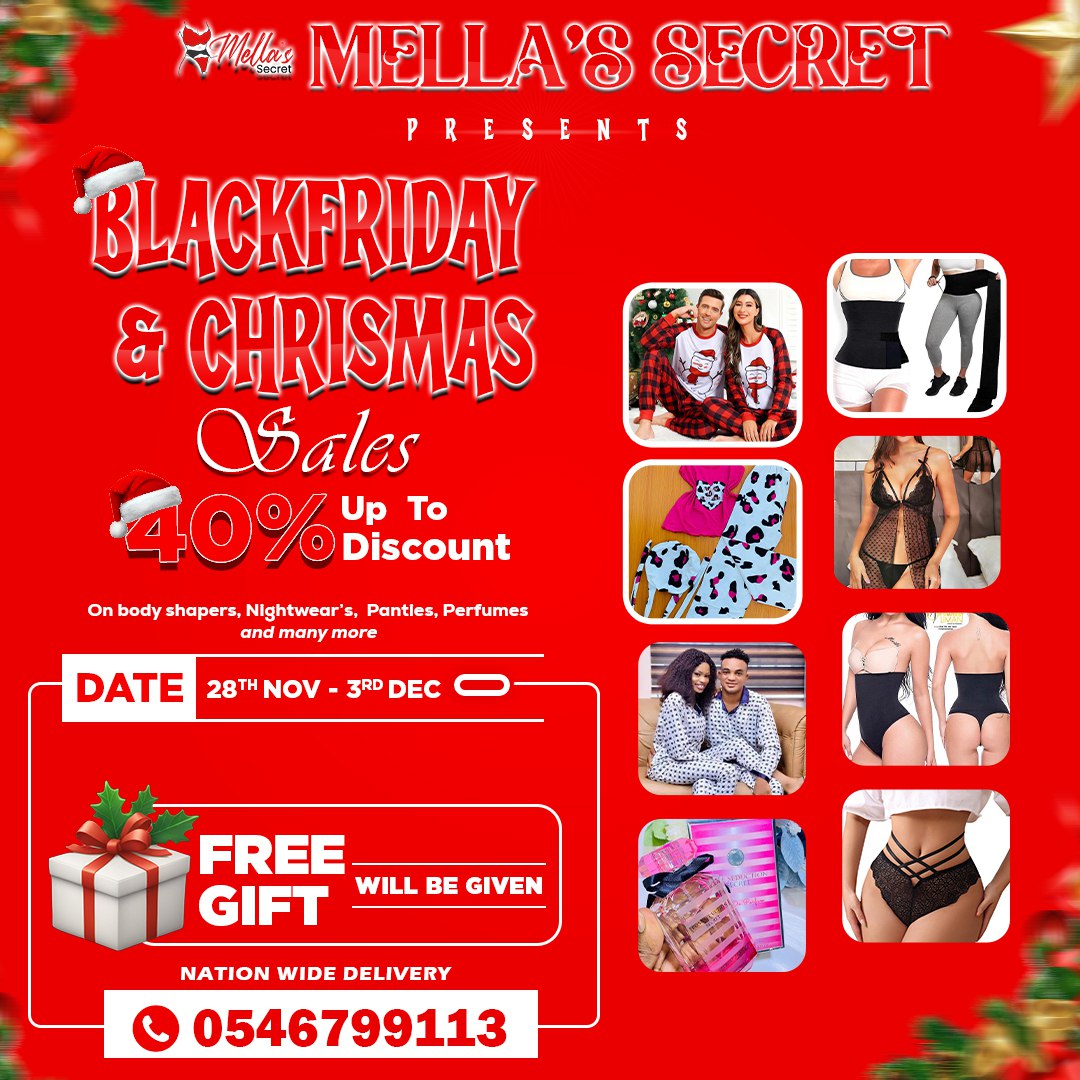 Mella's
Secret
MELLA'S SECRET
PRESENTS
BLACKFRIDAY
& CHRISMAS
Sales
40% Up To
Discount
On body shapers, Nightwear's, Panties, Perfumes
and many more
DATE 28TH NOV - 3RD DEC
FREE
GIFT
WILL BE GIVEN
NATION WIDE DELIVERY
0546799113
SEDUCTION